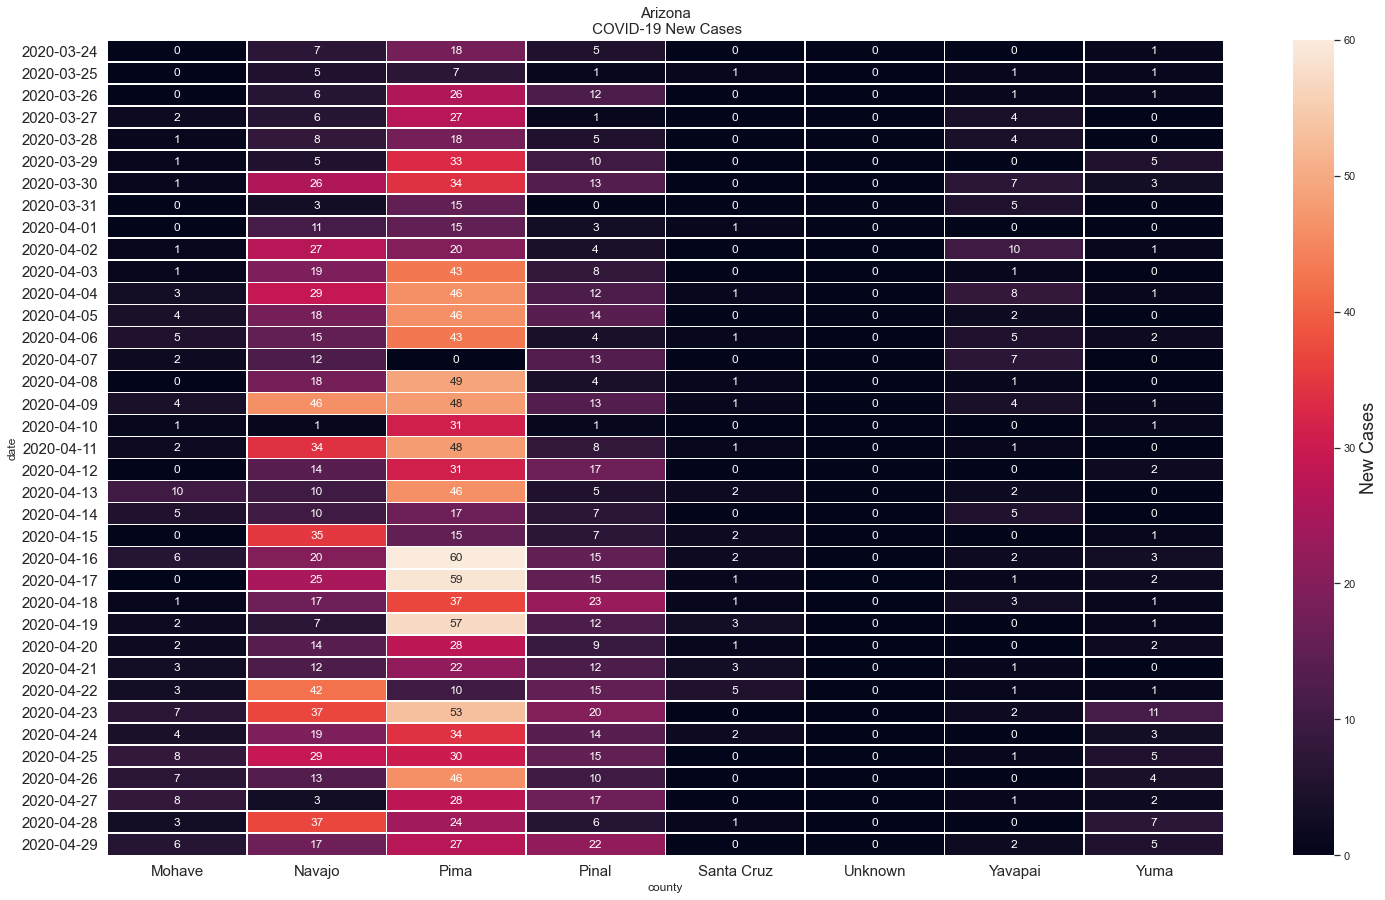 Arizona
COVID-19 New Cases
2020-03-24 0 7 18 5 0 0 0 1
2020-03-25 0 5 7 1 1 0 1 1
2020-03-26 0 6 26 12 0 0 1 1
2020-03-27 2 6 27 1 0 0 4 0
2020-03-28 1 8 18 5 0 0 4 0
2020-03-29 1 5 33 10 0 0 0 5
2020-03-30 1 26 34 13 0 0 7 3
2020-03-31 0 3 15 0 0 0 5 0
2020-04-01 0 11 15 3 1 0 0 0
2020-04-02 1 27 20 4 0 0 10 1
2020-04-03 1 19 43 8 0 0 1 0
2020-04-04 3 29 46 12 1 0 8 1
2020-04-05 4 18 46 14 0 0 2 0
2020-04-06 5 15 43 4 1 0 5 2
2020-04-07 2 12 0 13 0 0 7 0
2020-04-08 0 18 49 4 1 0 1 0
2020-04-09 4 46 48 13 1 0 4 1
2020-04-10 1 1 31 1 0 0 0 1
2020-04-11 2 34 48 8 1 0 1 0
2020-04-12 0 14 31 17 0 0 0 2
2020-04-13 10 10 46 5 2 0 2 0
2020-04-14 5 10 17 7 0 0 5 0
2020-04-15 0 35 15 7 2 0 0 1
2020-04-16 6 20 60 15 2 0 2 3
2020-04-17 0 25 59 15 1 0 1 2
2020-04-18 1 17 37 23 1 0 3 1
2020-04-19 2 7 57 12 3 0 0 1
2020-04-20 2 14 28 9 1 0 0 2
2020-04-21 3 12 22 12 3 0 1 0
2020-04-22 3 42 10 15 5 0 1 1
2020-04-23 7 37 53 20 0 0 2 11
2020-04-24 4 19 34 14 2 0 0 3
2020-04-25 8 29 30 15 0 0 1 5
2020-04-26 7 13 46 10 0 0 0 4
2020-04-27 8 3 28 17 0 0 1 2
2020-04-28 3 37 24 6 1 0 0 7
2020-04-29 6 17 27 22 0 0 2 5
Mohave Navajo Pima Pinal Santa Cruz Unknown Yavapai Yuma
county
date
60
50
40
30
20
10
0
New Cases